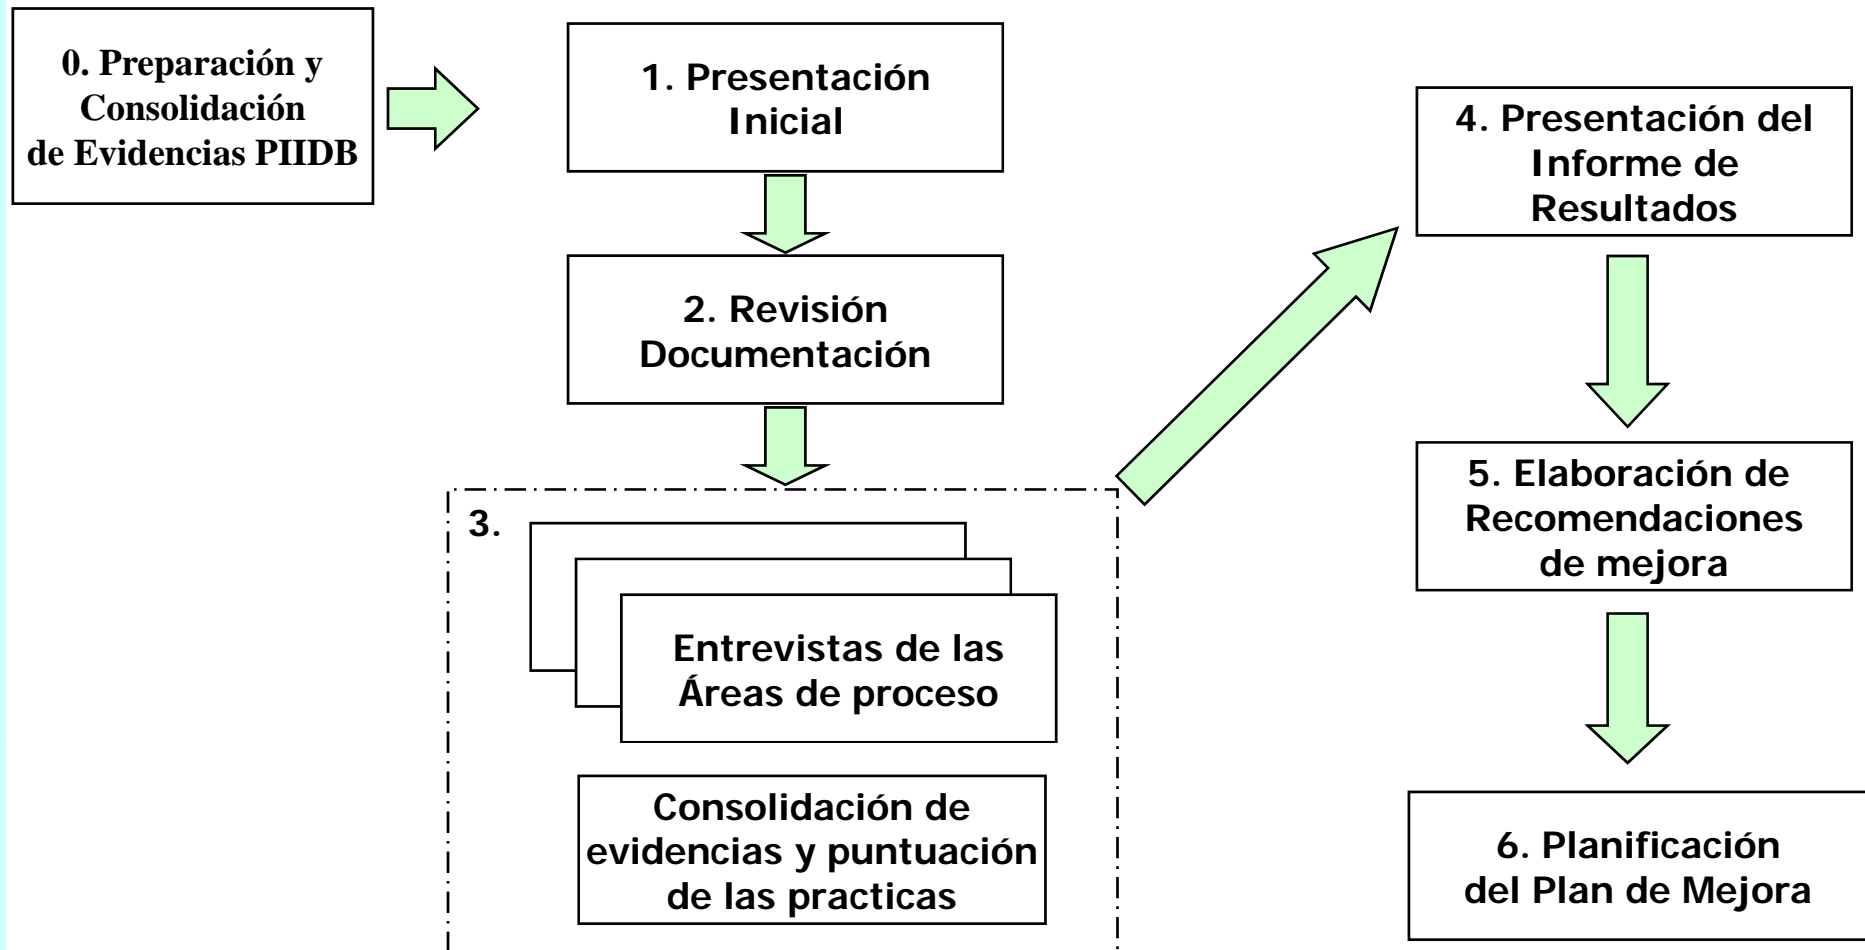 0. Preparación y
Consolidación
de Evidencias PIIDB
1. Presentación
Inicial
2. Revisión
Documentación
3.
Entrevistas de las
Áreas de proceso
Consolidación de
evidencias y puntuación
de las practicas
4. Presentación del
Informe de
Resultados
5. Elaboración de
Recomendaciones
de mejora
6. Planificación
del Plan de Mejora